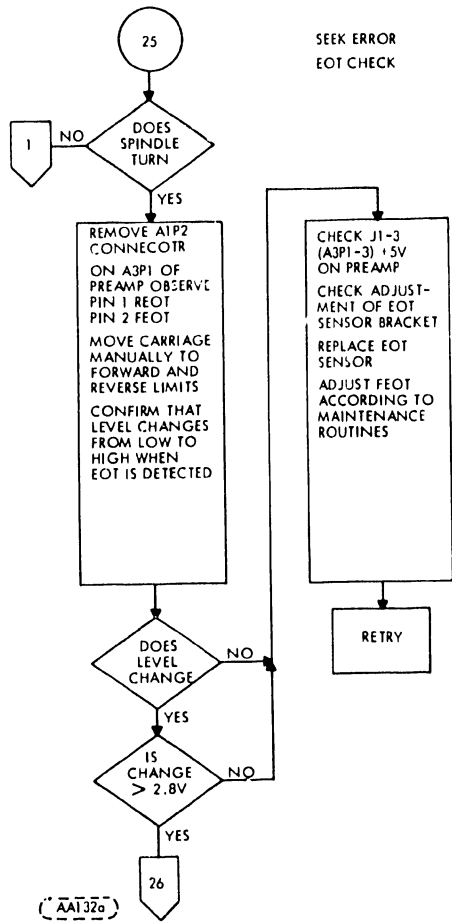 25
SEEK ERROR
EOT CHECK
DOES
SPINDLE
TURN
NO
1
YES
REMOVE A1P2
CONNECOTR
ON A3P1 OF
PREAMP OBSERVE
PIN 1 REOT
PIN 2 FEOT
MOVE CARRIAGE
MANUALLY TO
FORWARD AND
REVERSE LIMITS
CONFIRM THAT
LEVEL CHANGES
FROM LOW TO
HIGH WHEN
EOT IS DETECTED
CHECK J1-3
(A3P1-3) +5V
ON PREAMP
CHECK ADJUST-
MENT OF EOT
SENSOR BRACKET
REPLACE EOT
SENSOR
ADJUST FEOT
ACCORDING TO
MAINTENANCE
ROUTINES
RETRY
DOES
LEVEL
CHANGE
NO
YES
IS
CHANGE
> 2.8V
NO
YES
26
AA132a